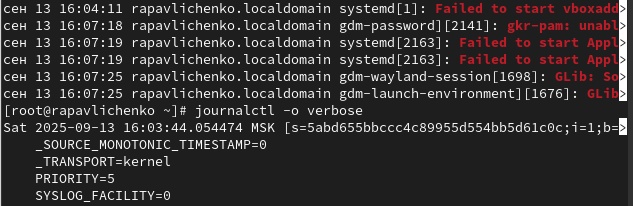 сен 13 16:04:11 rapavlichenko.localdomain systemd[1]: Failed to start vboxadd>
сен 13 16:07:18 rapavlichenko.localdomain gdm-password][2141]: gkr-pam: unabl>
сен 13 16:07:19 rapavlichenko.localdomain systemd[2163]: Failed to start Appl>
сен 13 16:07:19 rapavlichenko.localdomain systemd[2163]: Failed to start Appl>
сен 13 16:07:25 rapavlichenko.localdomain gdm-wayland-session[1698]: GLib: So>
сен 13 16:07:25 rapavlichenko.localdomain gdm-launch-environment][1676]: GLib>
[root@rapavlichenko ~]# journalctl -o verbose
Sat 2025-09-13 16:03:44.054474 MSK [s=5abd655bbccc4c89955d554bb5d61c0c;i=1;b=>
    _SOURCE_MONOTONIC_TIMESTAMP=0
    _TRANSPORT=kernel
    PRIORITY=5
    SYSLOG_FACILITY=0